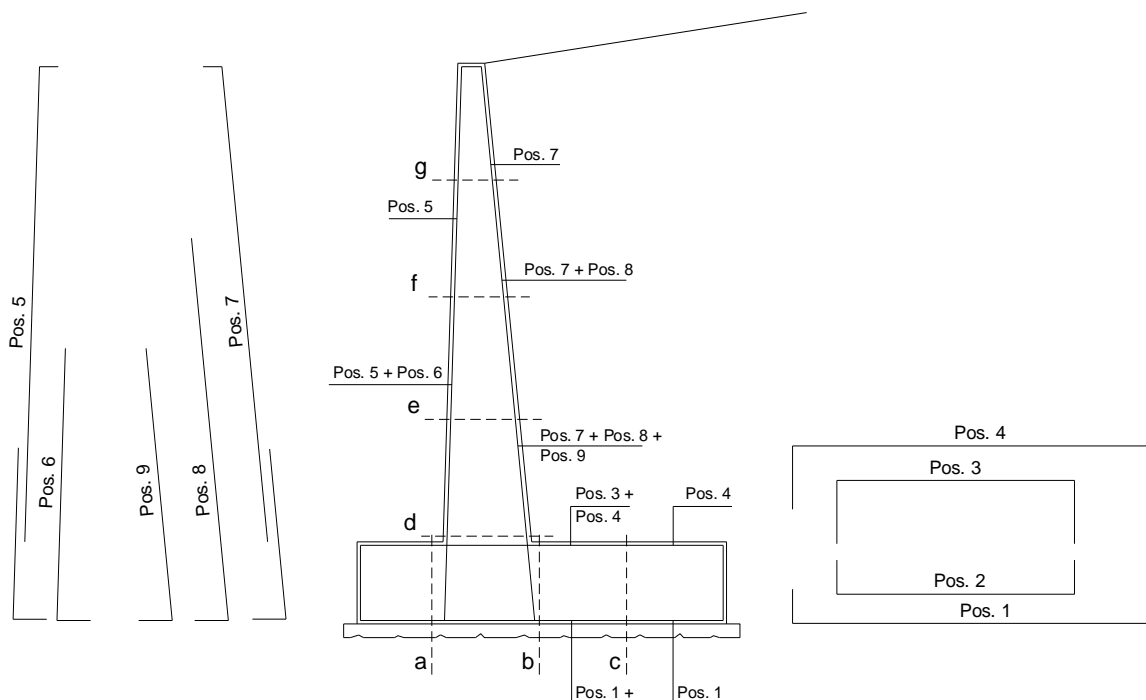 Pos. 7
g
Pos. 5
Pos. 7 + Pos. 8
f
Pos. 5
Pos. 7
Pos. 5 + Pos. 6
e
Pos. 7 + Pos. 8 +
Pos. 9
Pos. 4
Pos. 6
Pos. 9
Pos. 8
Pos. 3
Pos. 3 +
Pos. 4
Pos. 4
d
Pos. 2
Pos. 1
a
b
c
Pos. 1 +
Pos. 1